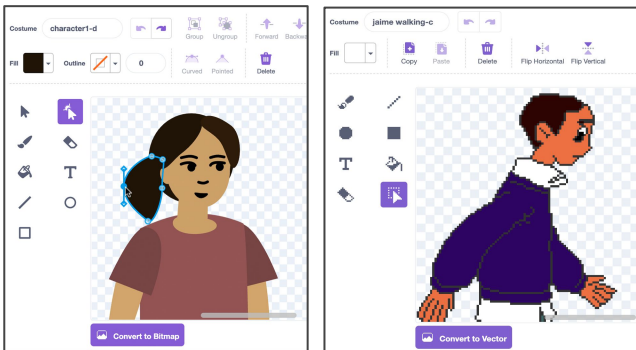 Costume character1-d
Group Ungroup Forward
Fill Outline 0
Curved Pointed Delete
T
Convert to Bitmap
Costume jaime walking-c
Fill
Copy Paste Delete Flip Horizontal Flip Vertical
T
Convert to Vector